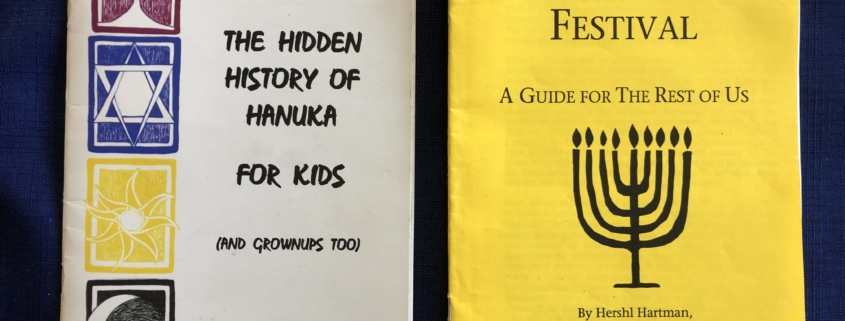 THE HIDDEN
HISTORY OF
HANUKA
FOR KIDS
(AND GROWNUPS TOO)
FESTIVAL
A GUIDE FOR THE REST OF US
By Hershl Hartman,